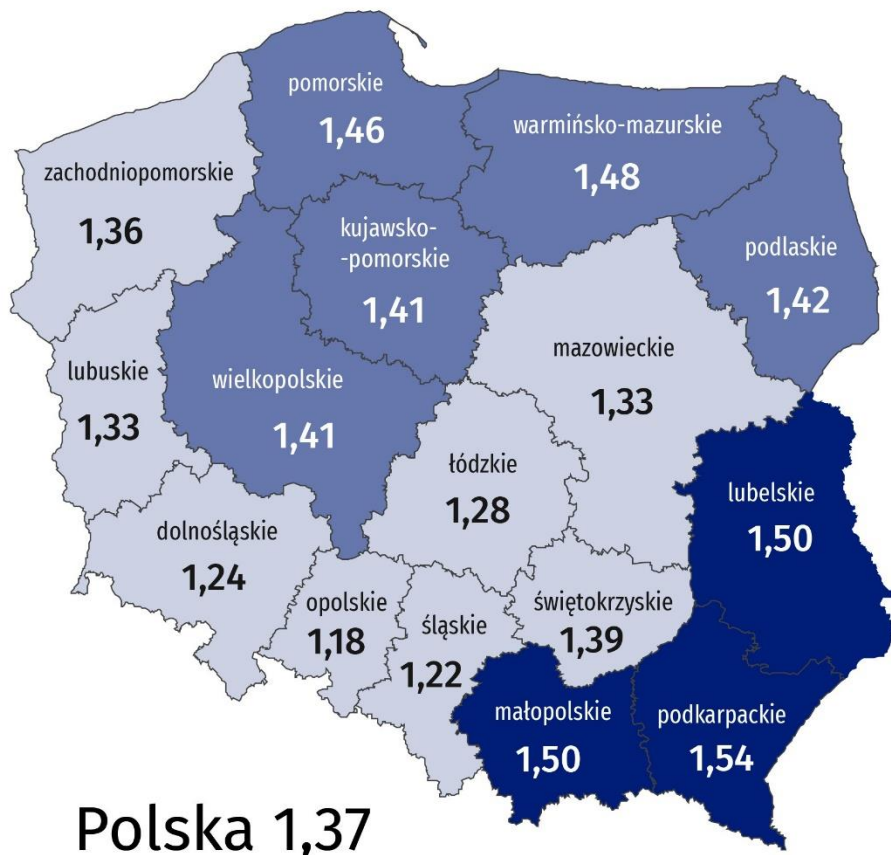 pomorskie
1,46
warmińsko-mazurskie
1,48
zachodniopomorskie
1,36
kujawsko-
-pomorskie
1,41
podlaskie
1,42
mazowieckie
1,33
lubuskie
1,33
wielkopolskie
1,41
łódzkie
1,28
lubelskie
1,50
dolnośląskie
1,24
opolskie
1,18
śląskie
1,22
świętokrzyskie
1,39
małopolskie
1,50
podkarpackie
1,54
Polska 1,37